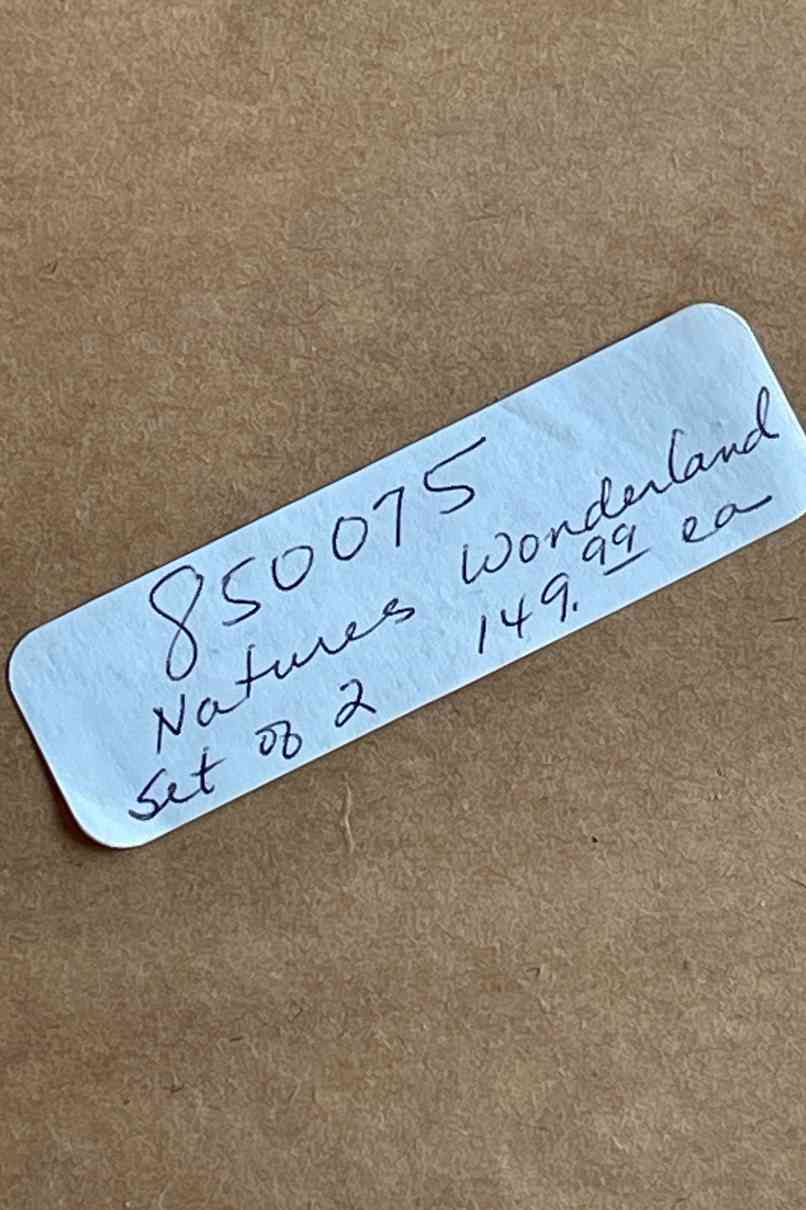 850075
Natures Wonderland
Set of 2 149.99 ea